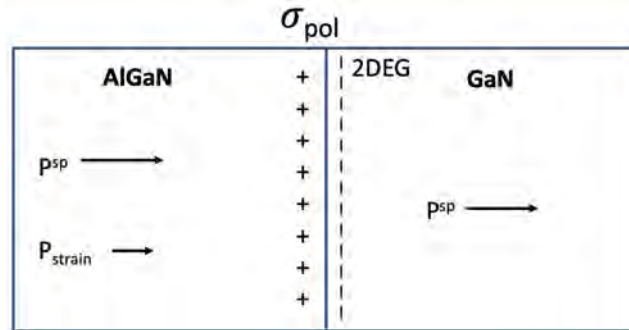 σpol
AlGaN
2DEG
GaN
+
+
+
+
+
+
+
+
Psp
Pstrain
Psp